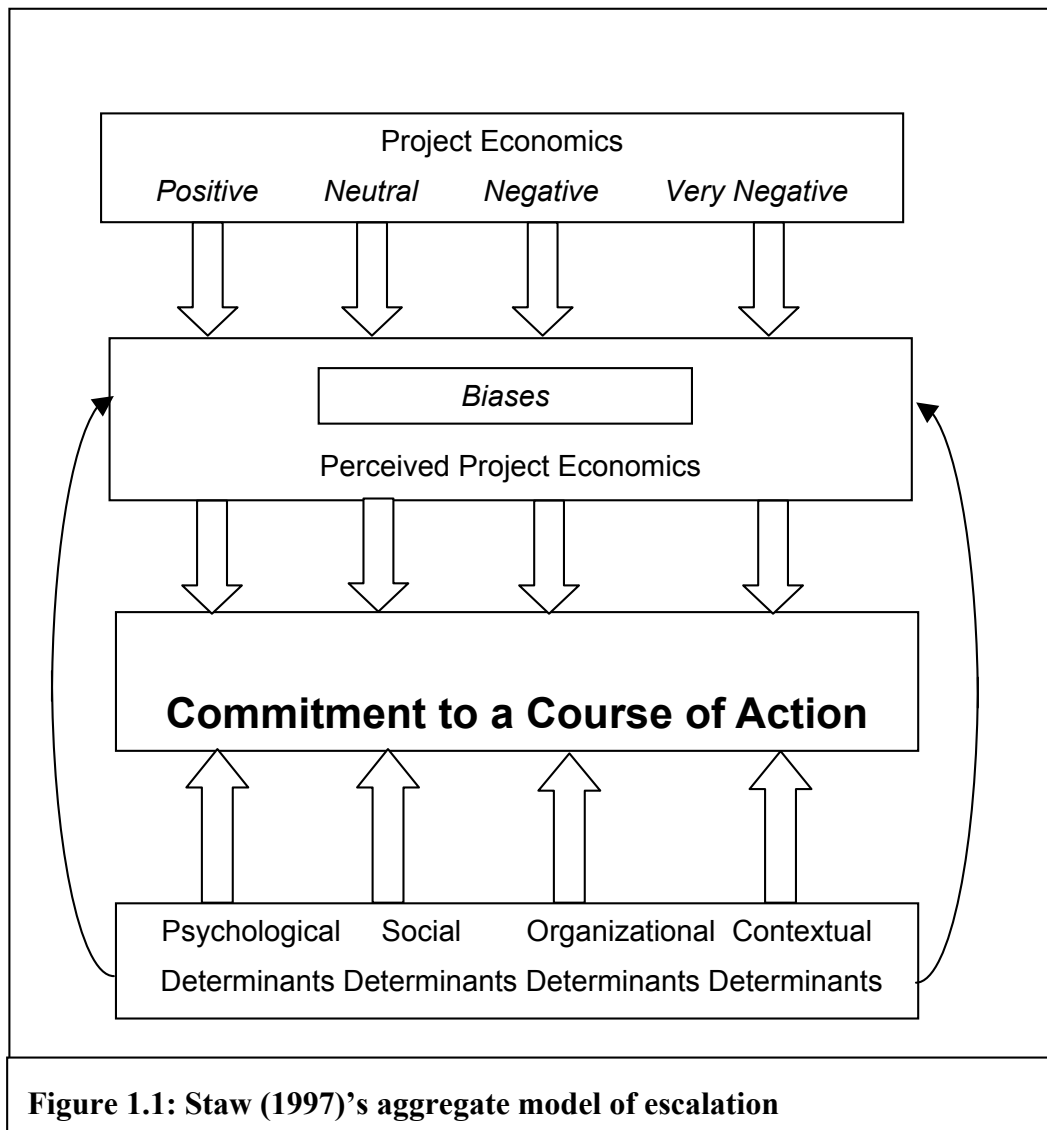 Project Economics
Positive Neutral Negative Very Negative
Biases
Perceived Project Economics
Commitment to a Course of Action
Psychological Social Organizational Contextual
Determinants Determinants Determinants Determinants
Figure 1.1: Staw (1997)’s aggregate model of escalation